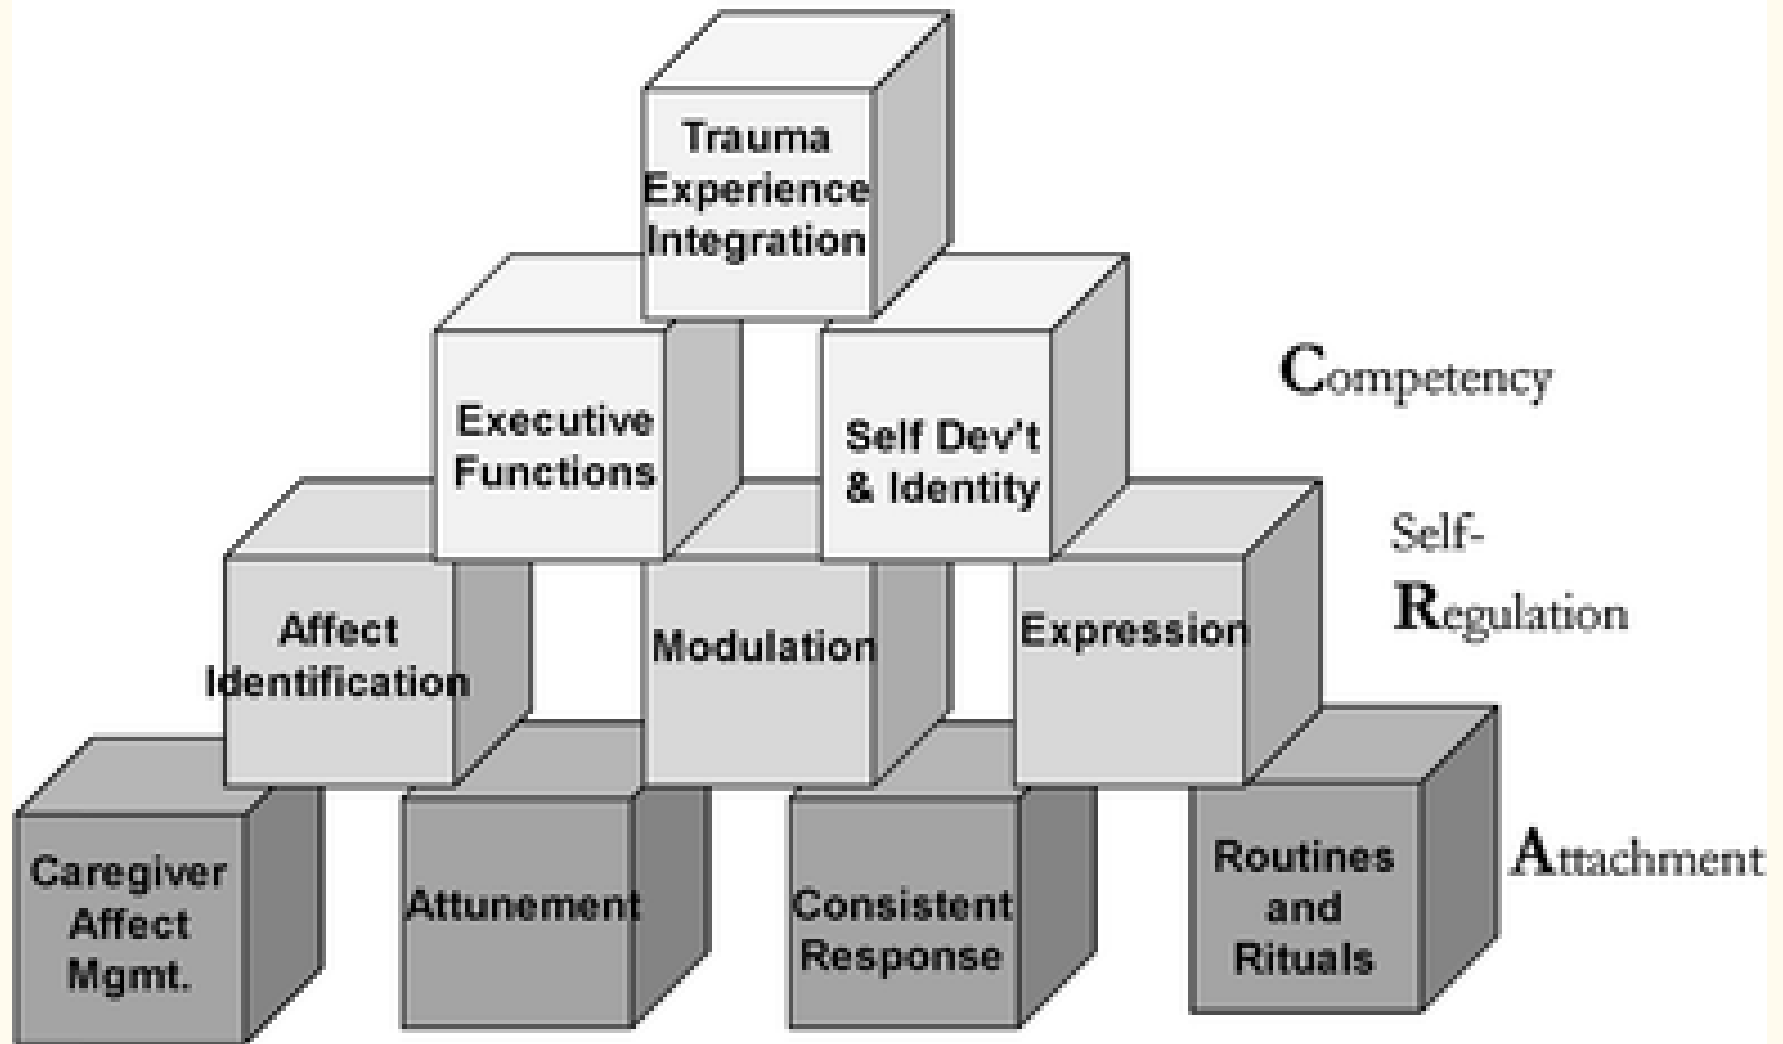 Trauma
Experience
Integration
Executive
Functions
Self Dev't
& Identity
Competency
Affect
Identification
Modulation
Expression
Self-
Regulation
Caregiver
Affect
Mgmt.
Attunement
Consistent
Response
Routines
and
Rituals
Attachment